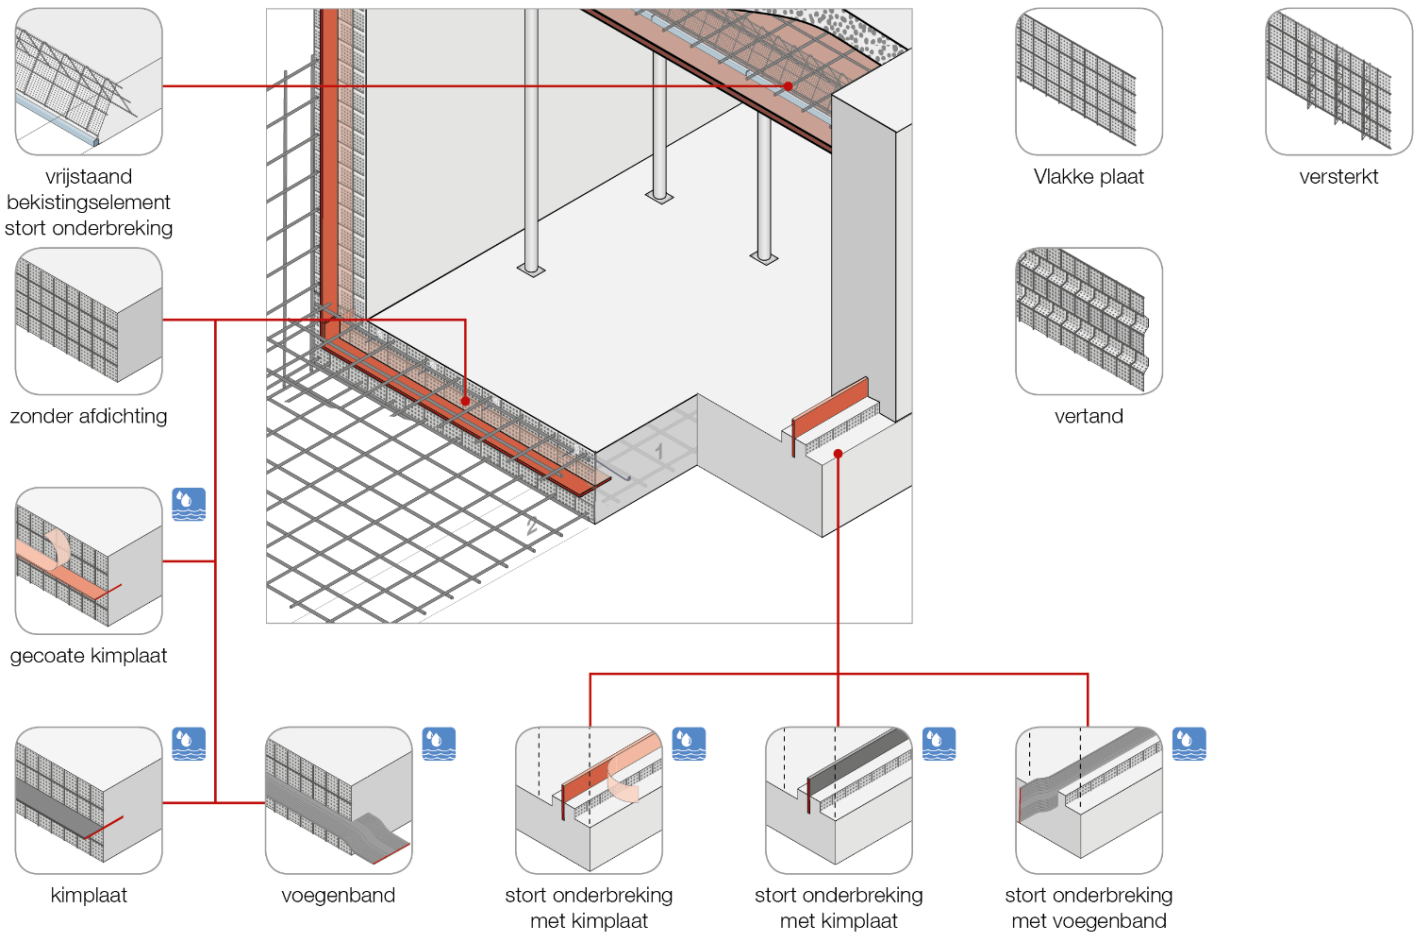 vrijstaand
bekistingselement
stort onderbreking
Vlakke plaat
versterkt
zonder afdichting
vertand
1
2
gecoate kimplaat
kimplaat
voegenband
stort onderbreking
met kimplaat
stort onderbreking
met kimplaat
stort onderbreking
met voegenband